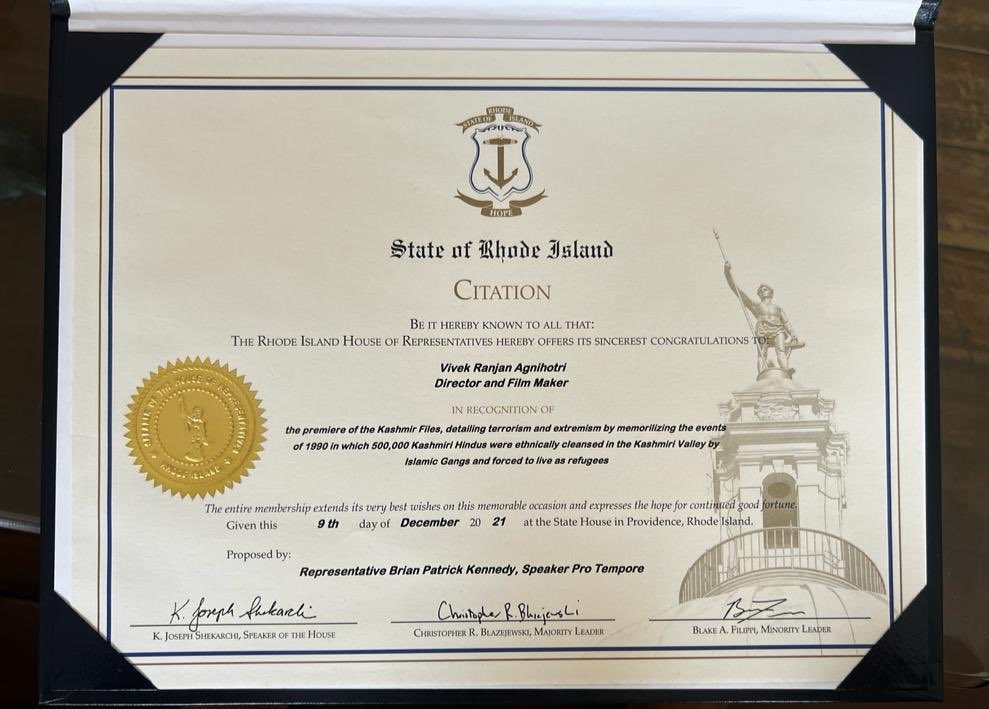 RHODE
STATE OF ISLAND
HOPE
State of Rhode Island
CITATION
BE IT HEREBY KNOWN TO ALL THAT:
THE RHODE ISLAND HOUSE OF REPRESENTATIVES HEREBY OFFERS ITS SINCEREST CONGRATULATIONS TO:
Vivek Ranjan Agnihotri
Director and Film Maker
IN RECOGNITION OF
the premiere of the Kashmir Files, detailing terrorism and extremism by memorilizing the events
of 1990 in which 500,000 Kashmiri Hindus were ethnically cleansed in the Kashmiri Valley by
Islamic Gangs and forced to live as refugees
The entire membership extends its very best wishes on this memorable occasion and expresses the hope for continued good fortune.
Given this 9 th day of December 20 21 at the State House in Providence, Rhode Island.
Proposed by:
Representative Brian Patrick Kennedy, Speaker Pro Tempore
K. Joseph Shekarchi Christopher R. Blazejewski
K. JOSEPH SHEKARCHI, SPEAKER OF THE HOUSE CHRISTOPHER R. BLAZEJEWSKI, MAJORITY LEADER BLAKE A. FILIPPI, MINORITY LEADER